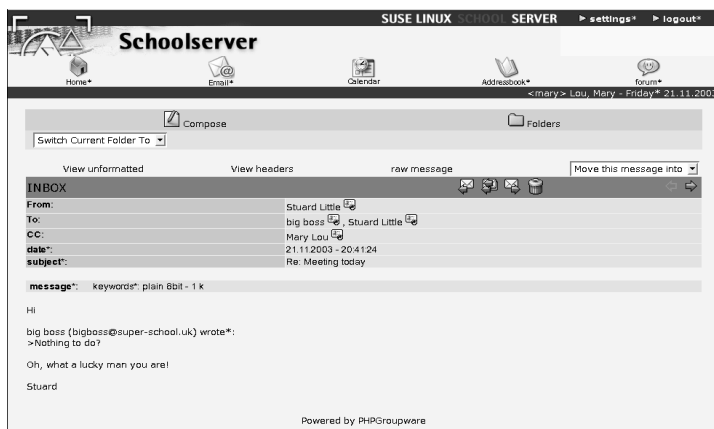 SUSE LINUX SCHOOL SERVER settings* logout*
Schoolserver
Home* Email* Calendar Addressbook* forum*
<mary> Lou, Mary - Friday* 21.11.2003
Compose Folders
Switch Current Folder To
View unformatted View headers raw message Move this message into
INBOX
From: Stuard Little
To: big boss , Stuard Little
CC: Mary Lou
date*: 21.11.2003 - 20:41:24
subject*: Re: Meeting today
message*: keywords*: plain 8bit - 1 k
Hi
big boss (bigboss@super-school.uk) wrote*:
>Nothing to do?
Oh, what a lucky man you are!
Stuard
Powered by PHPGroupware